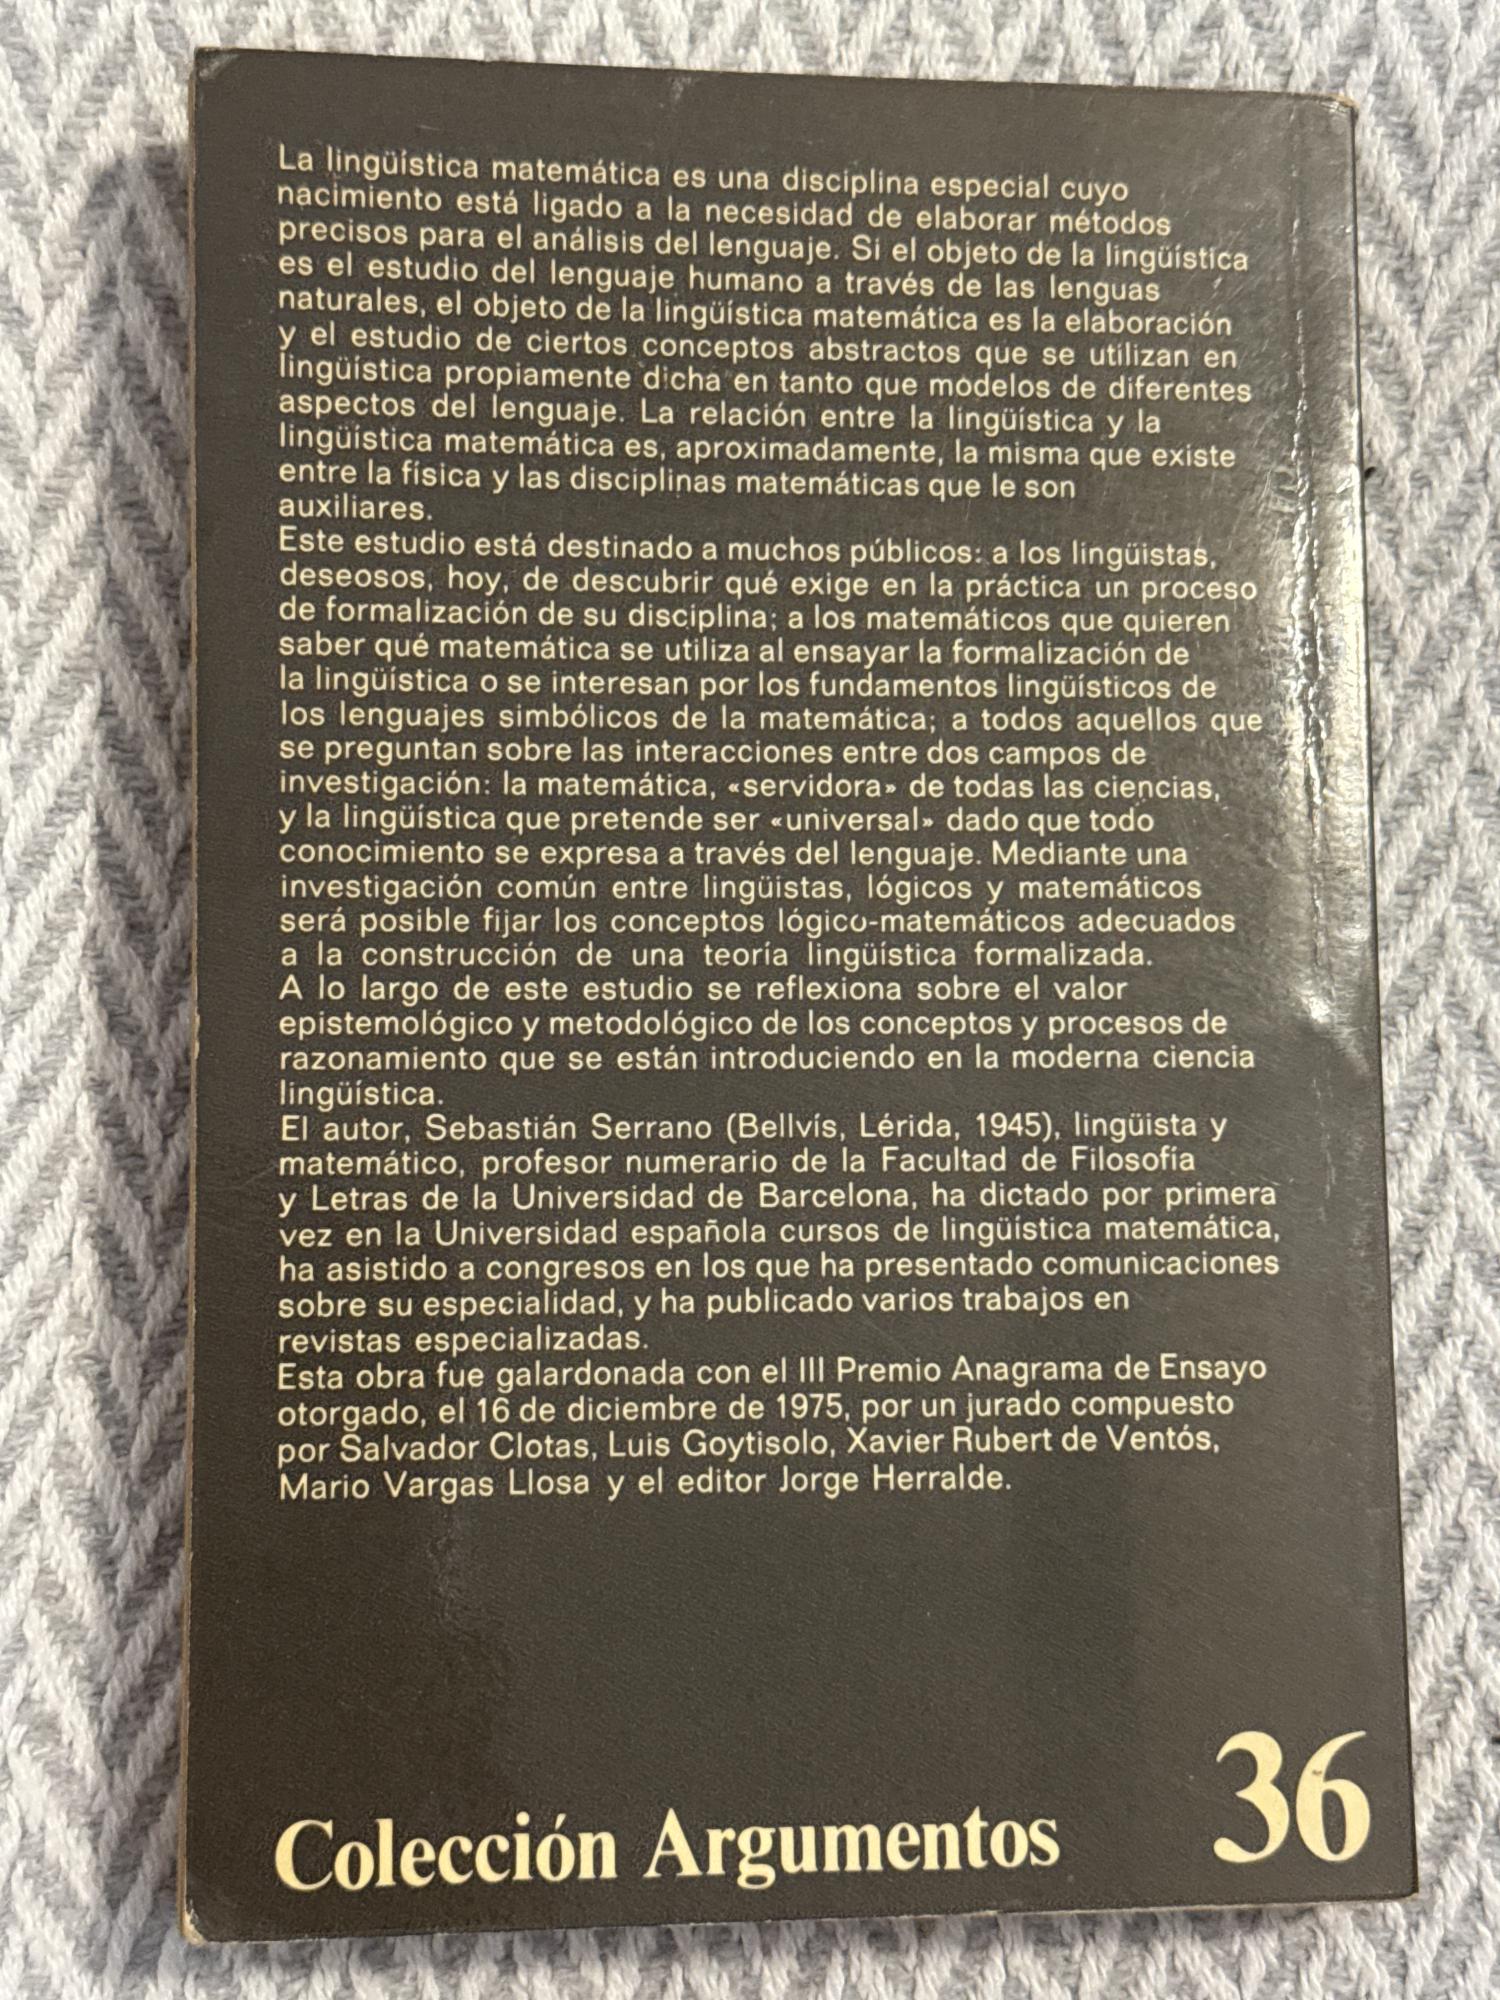 La lingüística matemática es una disciplina especial cuyo
nacimiento está ligado a la necesidad de elaborar métodos
precisos para el análisis del lenguaje. Si el objeto de la lingüística
es el estudio del lenguaje humano a través de las lenguas
naturales, el objeto de la lingüística matemática es la elaboración
y el estudio de ciertos conceptos abstractos que se utilizan en
lingüística propiamente dicha en tanto que modelos de diferentes
aspectos del lenguaje. La relación entre la lingüística y la
lingüística matemática es, aproximadamente, la misma que existe
entre la física y las disciplinas matemáticas que le son
auxiliares.
Este estudio está destinado a muchos públicos: a los lingüistas,
deseosos, hoy, de descubrir qué exige en la práctica un proceso
de formalización de su disciplina; a los matemáticos que quieren
saber qué matemática se utiliza al ensayar la formalización de
la lingüística o se interesan por los fundamentos lingüísticos de
los lenguajes simbólicos de la matemática; a todos aquellos que
se preguntan sobre las interacciones entre dos campos de
investigación: la matemática, «servidora» de todas las ciencias,
y la lingüística que pretende ser «universal» dado que todo
conocimiento se expresa a través del lenguaje. Mediante una
investigación común entre lingüistas, lógicos y matemáticos
será posible fijar los conceptos lógico-matemáticos adecuados
a la construcción de una teoría lingüística formalizada.
A lo largo de este estudio se reflexiona sobre el valor
epistemológico y metodológico de los conceptos y procesos de
razonamiento que se están introduciendo en la moderna ciencia
lingüística.
El autor, Sebastián Serrano (Bellvís, Lérida, 1945), lingüista y
matemático, profesor numerario de la Facultad de Filosofía
y Letras de la Universidad de Barcelona, ha dictado por primera
vez en la Universidad española cursos de lingüística matemática,
ha asistido a congresos en los que ha presentado comunicaciones
sobre su especialidad, y ha publicado varios trabajos en
revistas especializadas.
Esta obra fue galardonada con el III Premio Anagrama de Ensayo
otorgado, el 16 de diciembre de 1975, por un jurado compuesto
por Salvador Clotas, Luis Goytisolo, Xavier Rubert de Ventós,
Mario Vargas Llosa y el editor Jorge Herralde.
Colección Argumentos
36